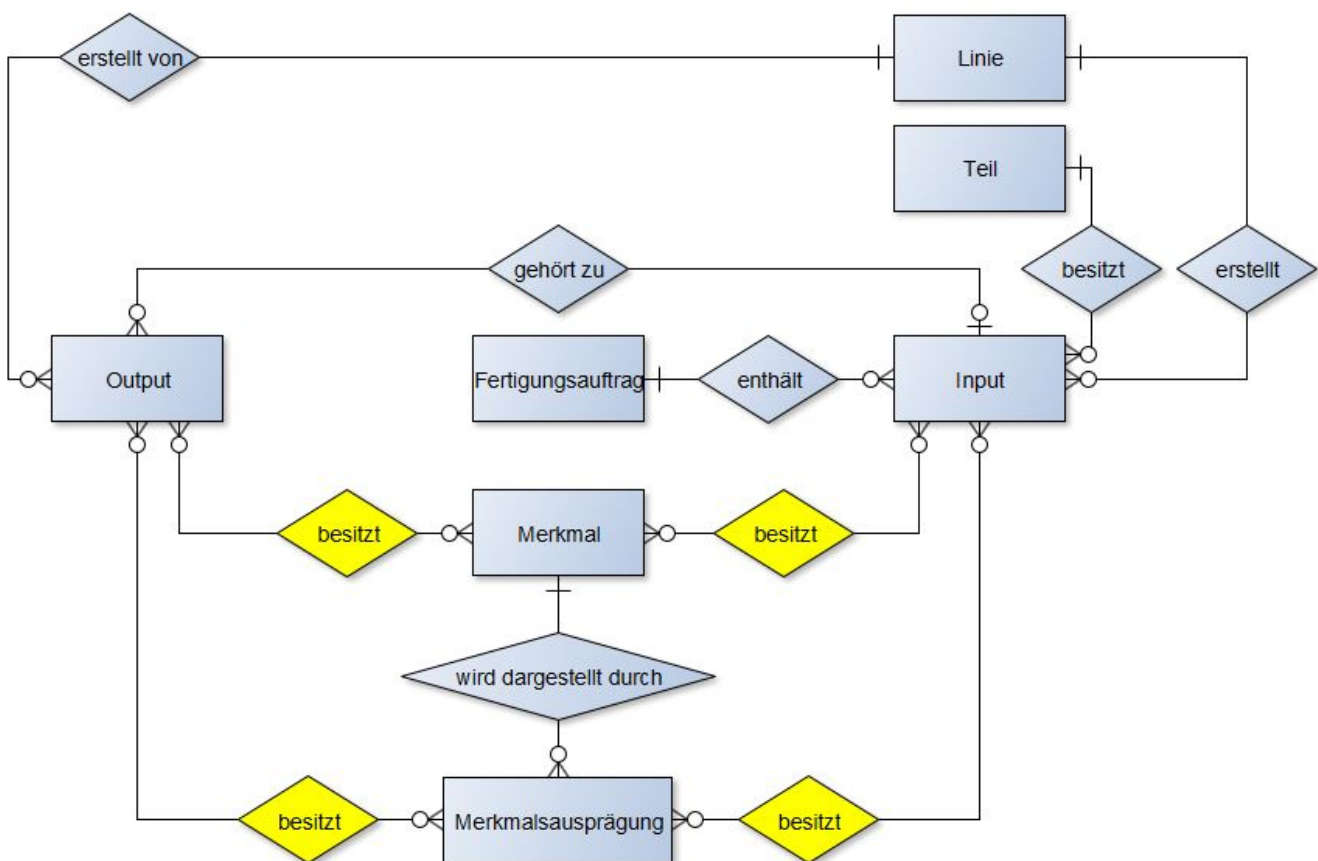 erstellt von
Linie
Teil
gehört zu
besitzt
erstellt
Output
Fertigungsauftrag
enthält
Input
besitzt
Merkmal
besitzt
wird dargestellt durch
besitzt
Merkmalsausprägung
besitzt